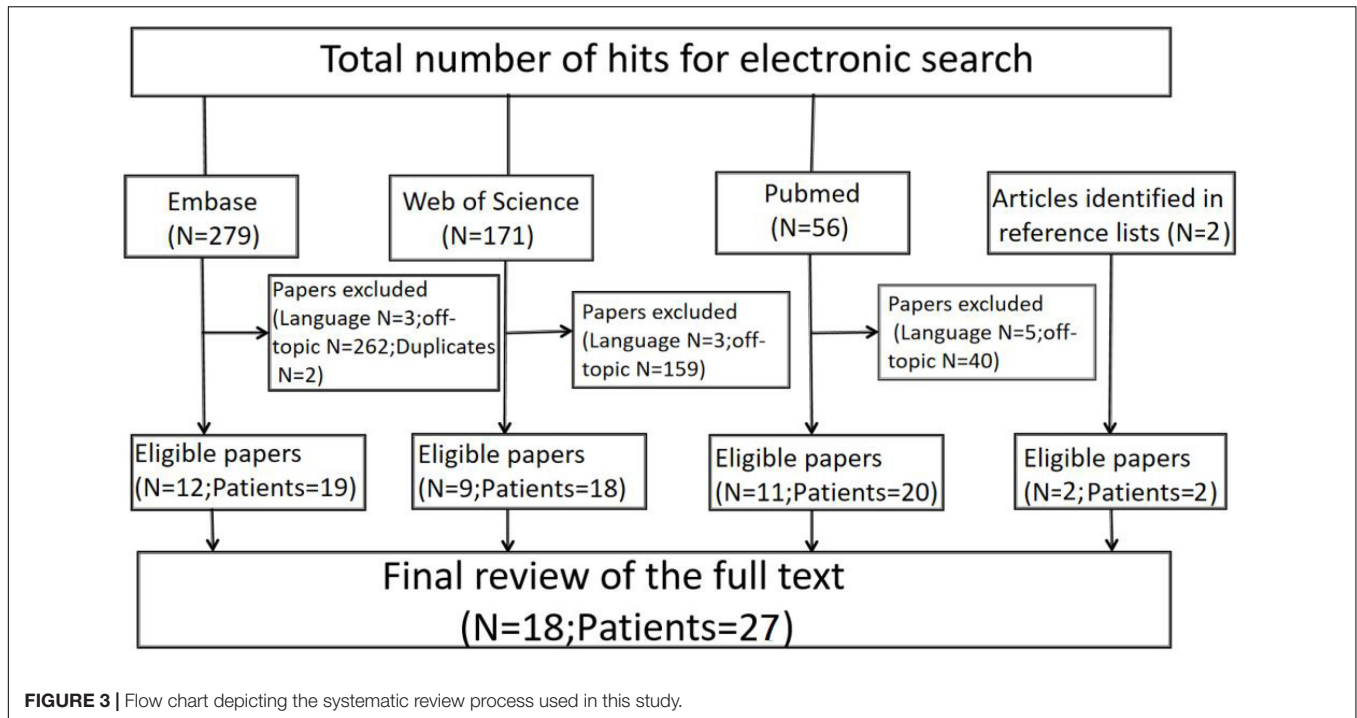 Total number of hits for electronic search
Embase
(N=279)
Web of Science
(N=171)
Pubmed
(N=56)
Articles identified in
reference lists (N=2)
Papers excluded
(Language N=3;off-
topic N=262;Duplicates
N=2)
Papers excluded
(Language N=3;off-
topic N=159)
Papers excluded
(Language N=5;off-
topic N=40)
Eligible papers
(N=12;Patients=19)
Eligible papers
(N=9;Patients=18)
Eligible papers
(N=11;Patients=20)
Eligible papers
(N=2;Patients=2)
Final review of the full text
(N=18;Patients=27)
FIGURE 3 | Flow chart depicting the systematic review process used in this study.